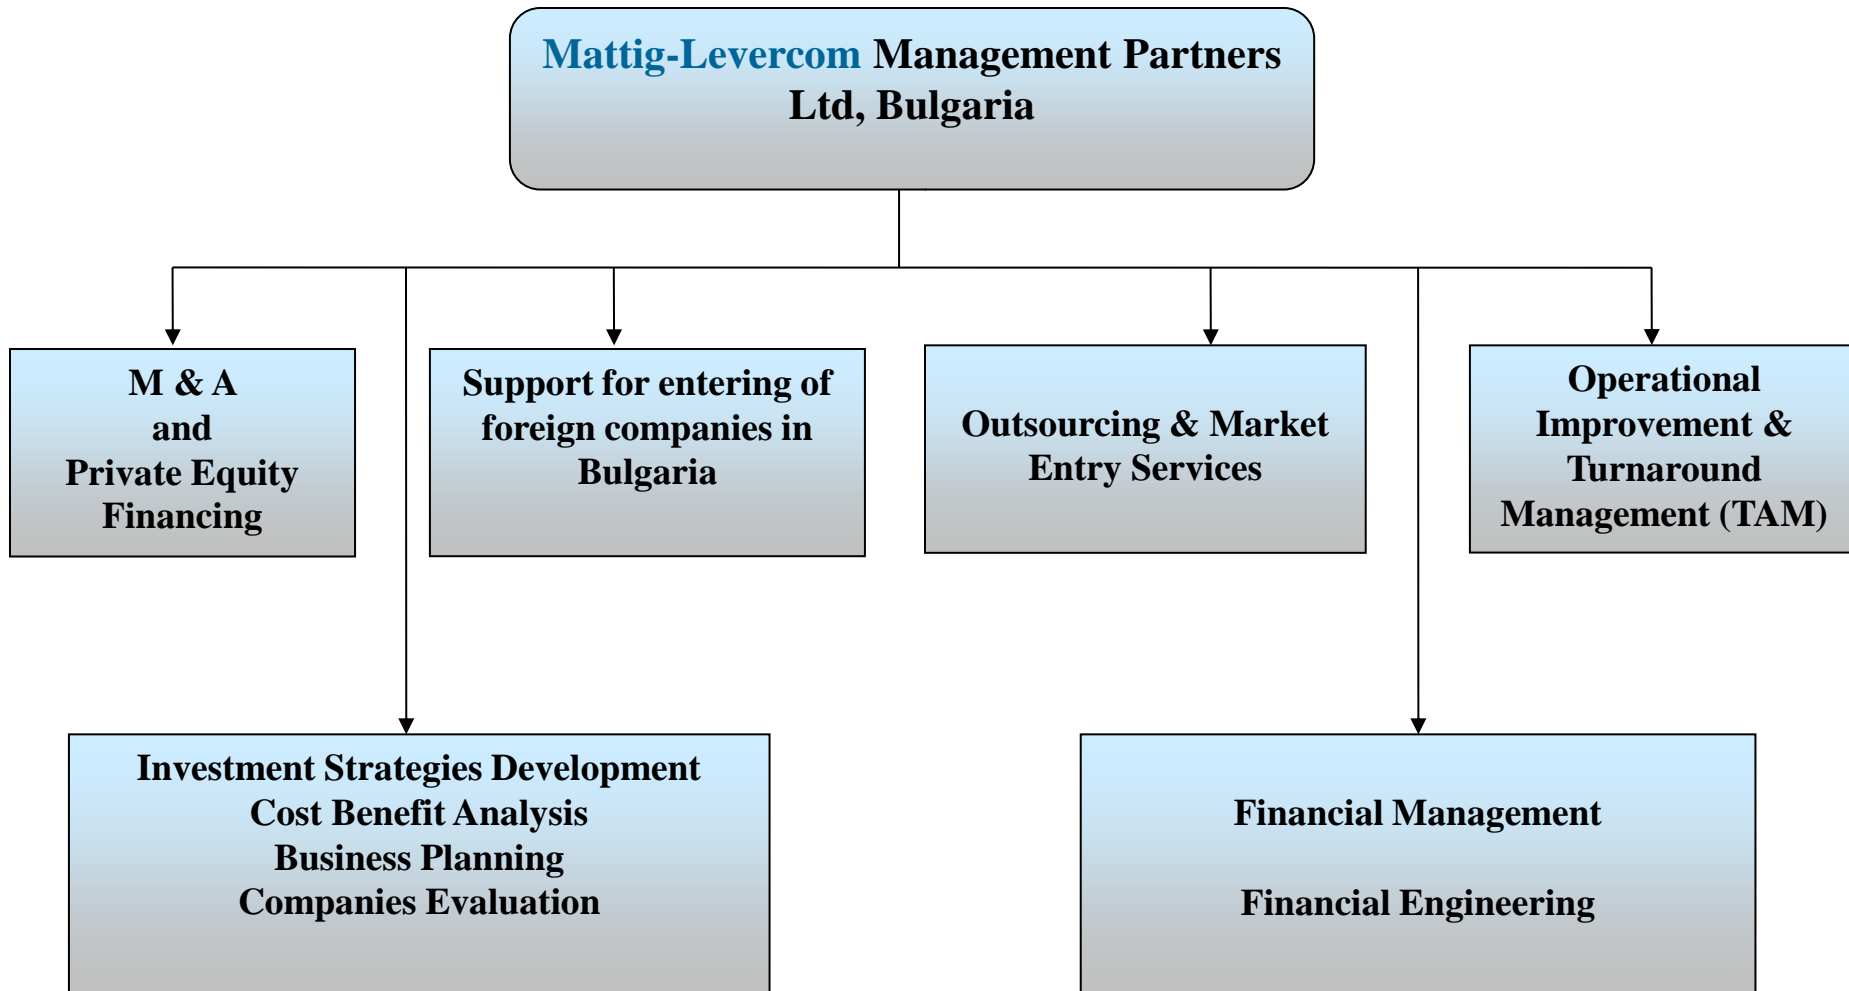 Mattig-Levercom Management Partners
Ltd, Bulgaria
M & A
and
Private Equity
Financing
Support for entering of
foreign companies in
Bulgaria
Outsourcing & Market
Entry Services
Operational
Improvement &
Turnaround
Management (TAM)
Investment Strategies Development
Cost Benefit Analysis
Business Planning
Companies Evaluation
Financial Management
Financial Engineering